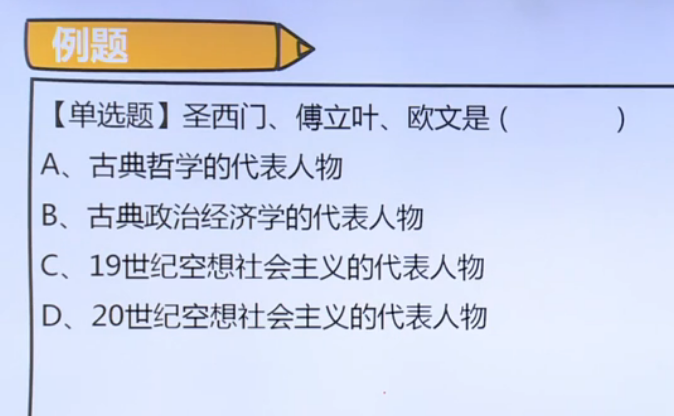 例题
【单选题】圣西门、傅立叶、欧文是（　　　）
A、古典哲学的代表人物
B、古典政治经济学的代表人物
C、19世纪空想社会主义的代表人物
D、20世纪空想社会主义的代表人物